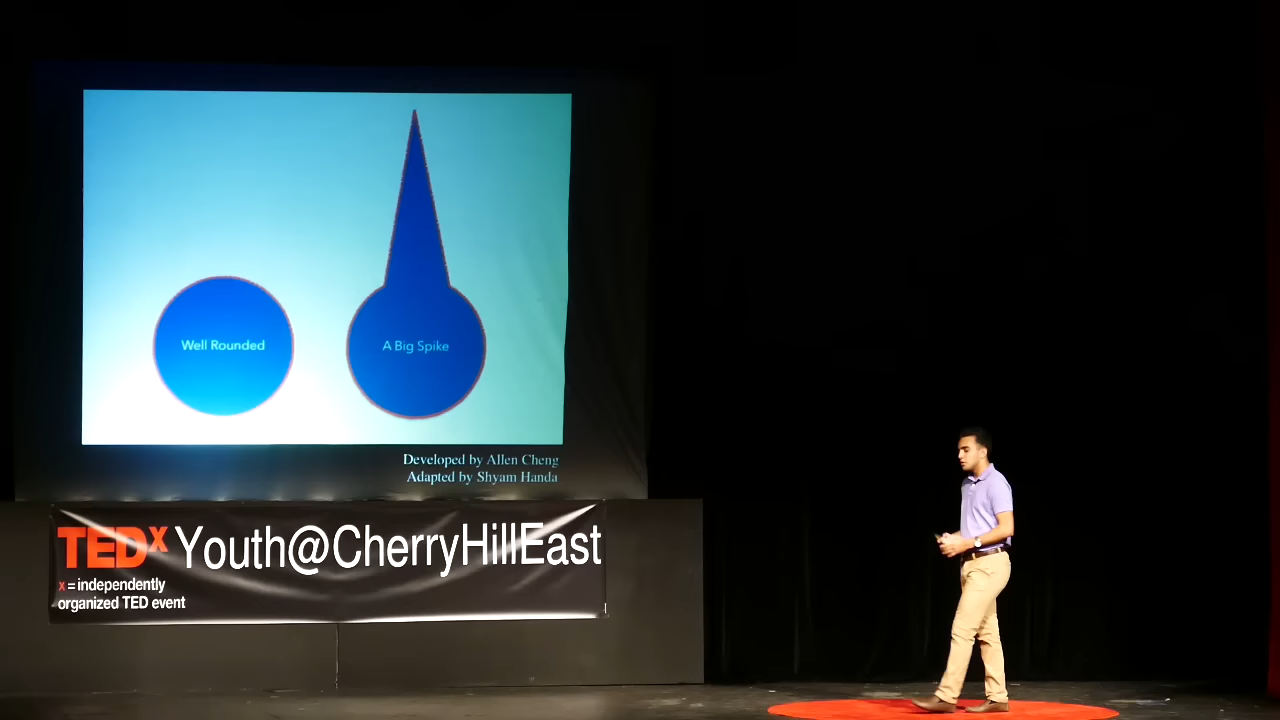 Well Rounded
A Big Spike
Developed by Allen Cheng
Adapted by Shyam Handa
TEDx Youth@CherryHillEast
x = independently
organized TED event